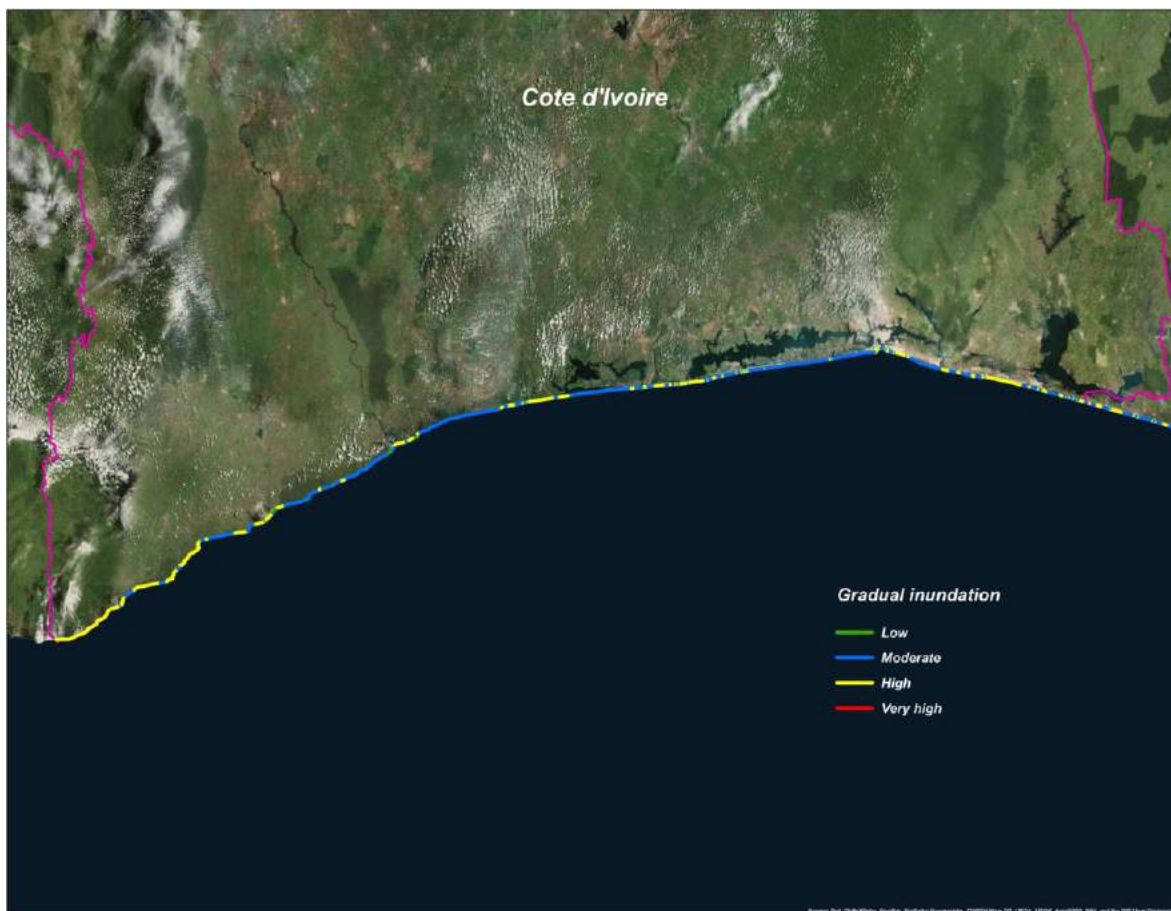 Cote d'Ivoire
Gradual inundation
Low
Moderate
High
Very high